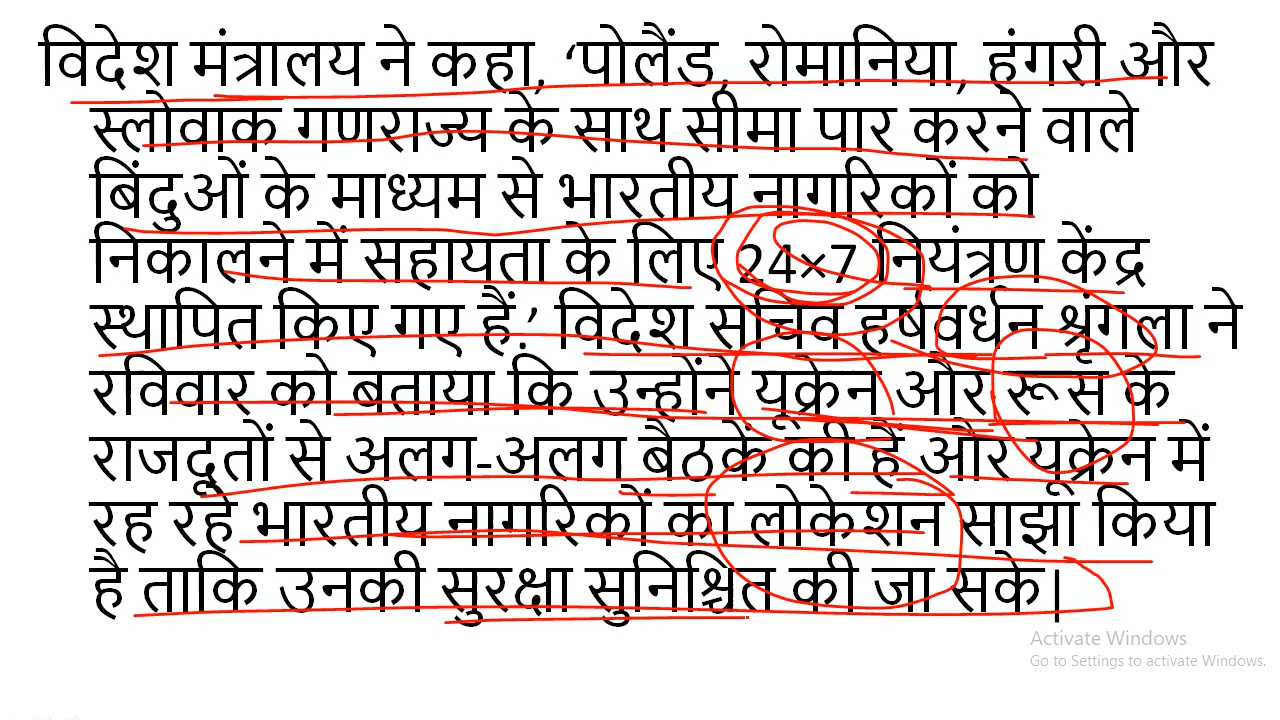 विदेश मंत्रालय ने कहा, ‘पोलैंड, रोमानिया, हंगरी और
स्लोवाक गणराज्य के साथ सीमा पार करने वाले
बिंदुओं के माध्यम से भारतीय नागरिकों को
निकालने में सहायता के लिए 24×7 नियंत्रण केंद्र
स्थापित किए गए हैं.’ विदेश सचिव हर्षवर्धन श्रृंगला ने
रविवार को बताया कि उन्होंने यूक्रेन और रूस के
राजदूतों से अलग-अलग बैठकें की हैं और यूक्रेन में
रह रहे भारतीय नागरिकों का लोकेशन साझा किया
है ताकि उनकी सुरक्षा सुनिश्चित की जा सके|
Activate Windows
Go to Settings to activate Windows.